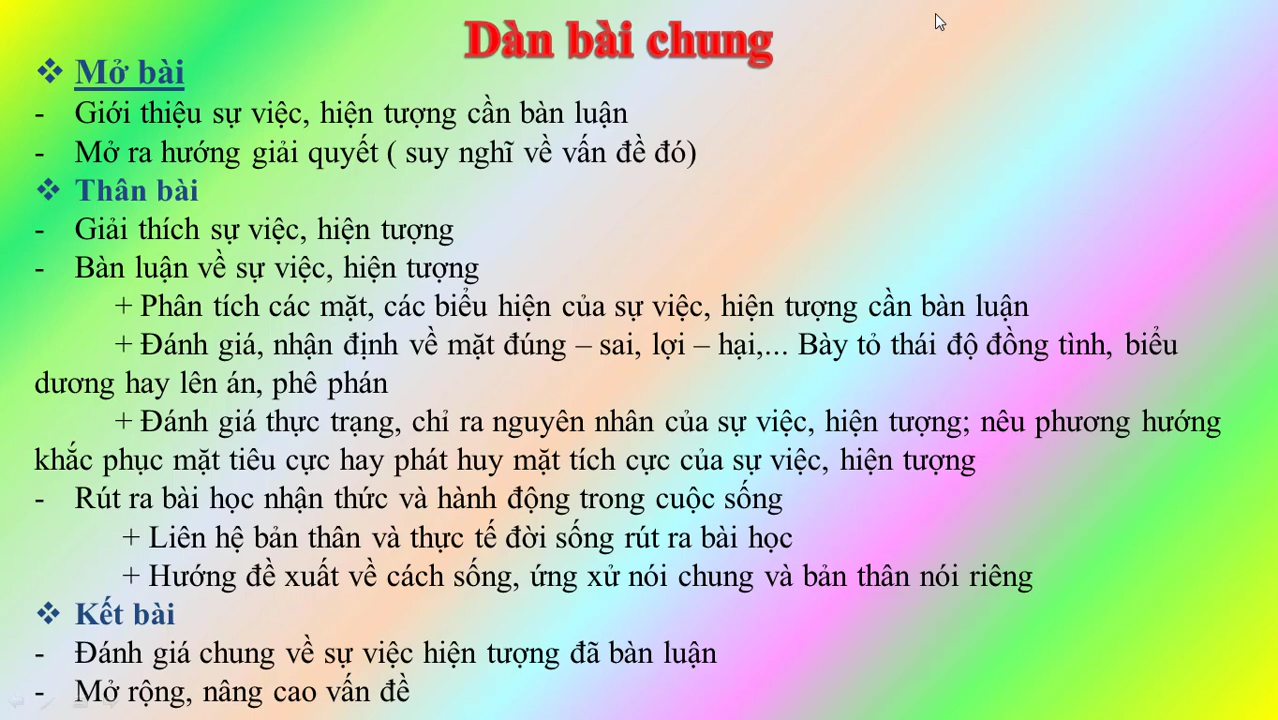 Dàn bài chung
❖ Mở bài
- Giới thiệu sự việc, hiện tượng cần bàn luận
- Mở ra hướng giải quyết ( suy nghĩ về vấn đề đó)
❖ Thân bài
- Giải thích sự việc, hiện tượng
- Bàn luận về sự việc, hiện tượng
+ Phân tích các mặt, các biểu hiện của sự việc, hiện tượng cần bàn luận
+ Đánh giá, nhận định về mặt đúng – sai, lợi – hại,... Bày tỏ thái độ đồng tình, biểu
dương hay lên án, phê phán
+ Đánh giá thực trạng, chỉ ra nguyên nhân của sự việc, hiện tượng; nêu phương hướng
khắc phục mặt tiêu cực hay phát huy mặt tích cực của sự việc, hiện tượng
- Rút ra bài học nhận thức và hành động trong cuộc sống
+ Liên hệ bản thân và thực tế đời sống rút ra bài học
+ Hướng đề xuất về cách sống, ứng xử nói chung và bản thân nói riêng
❖ Kết bài
- Đánh giá chung về sự việc hiện tượng đã bàn luận
- Mở rộng, nâng cao vấn đề